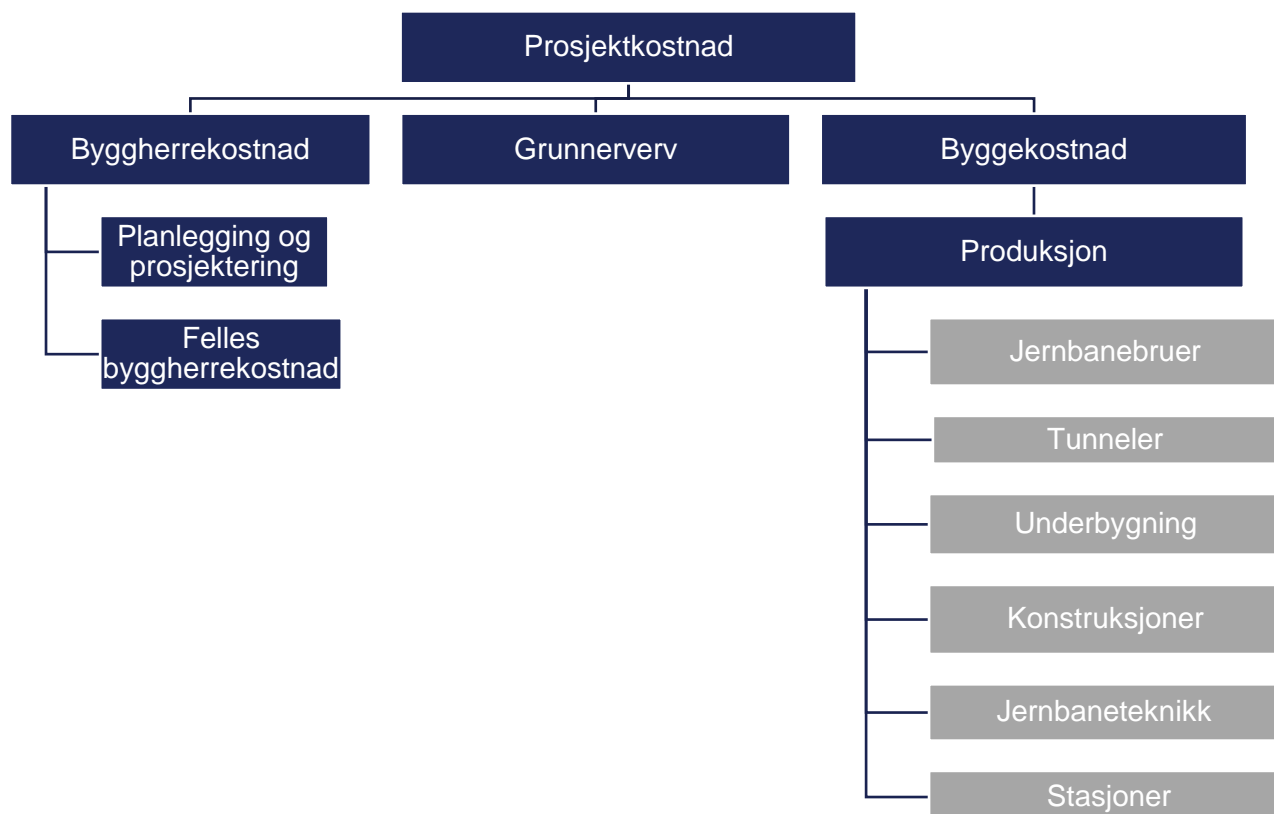 Prosjektkostnad
Byggherrekostnad
Grunnerverv
Byggekostnad
Planlegging og
prosjektering
Produksjon
Felles
byggherrekostnad
Jernbanebruer
Tunneler
Underbygning
Konstruksjoner
Jernbaneteknikk
Stasjoner